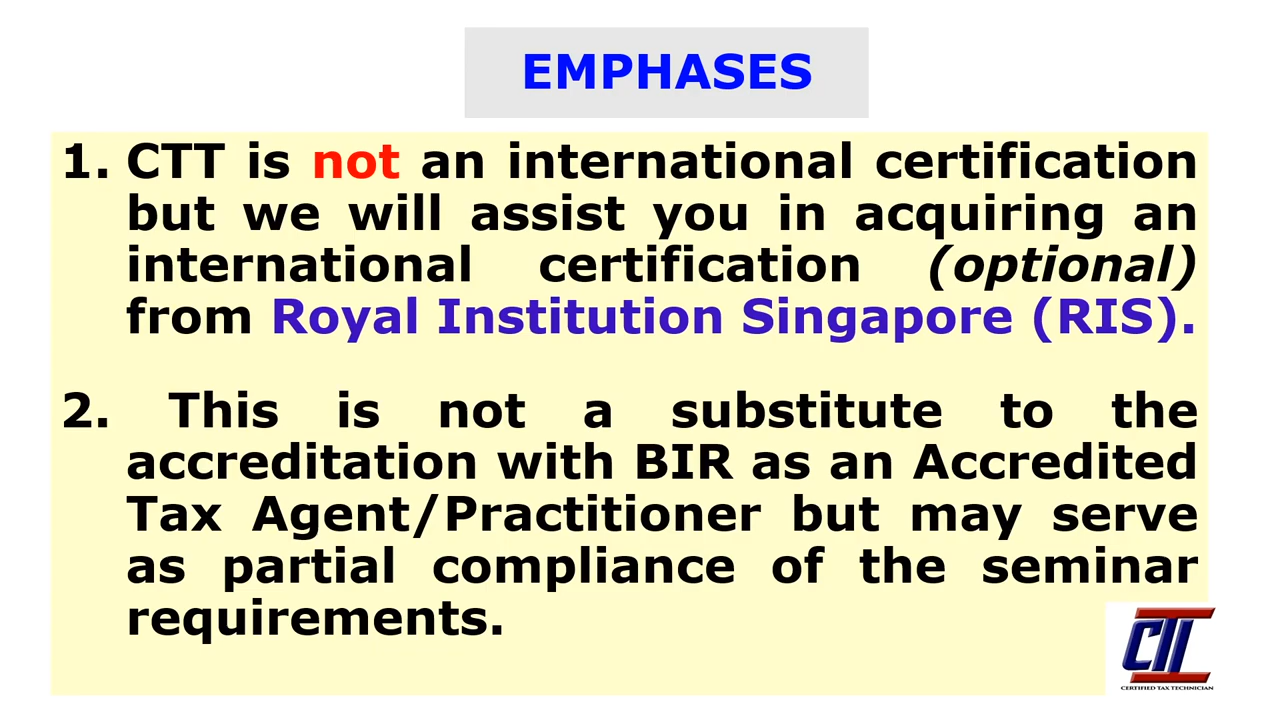 EMPHASES
1. CTT is not an international certification
but we will assist you in acquiring an
international certification (optional)
from Royal Institution Singapore (RIS).
2. This is not a substitute to the
accreditation with BIR as an Accredited
Tax Agent/Practitioner but may serve
as partial compliance of the seminar
requirements.
CTT
CERTIFIED TAX TECHNICIAN